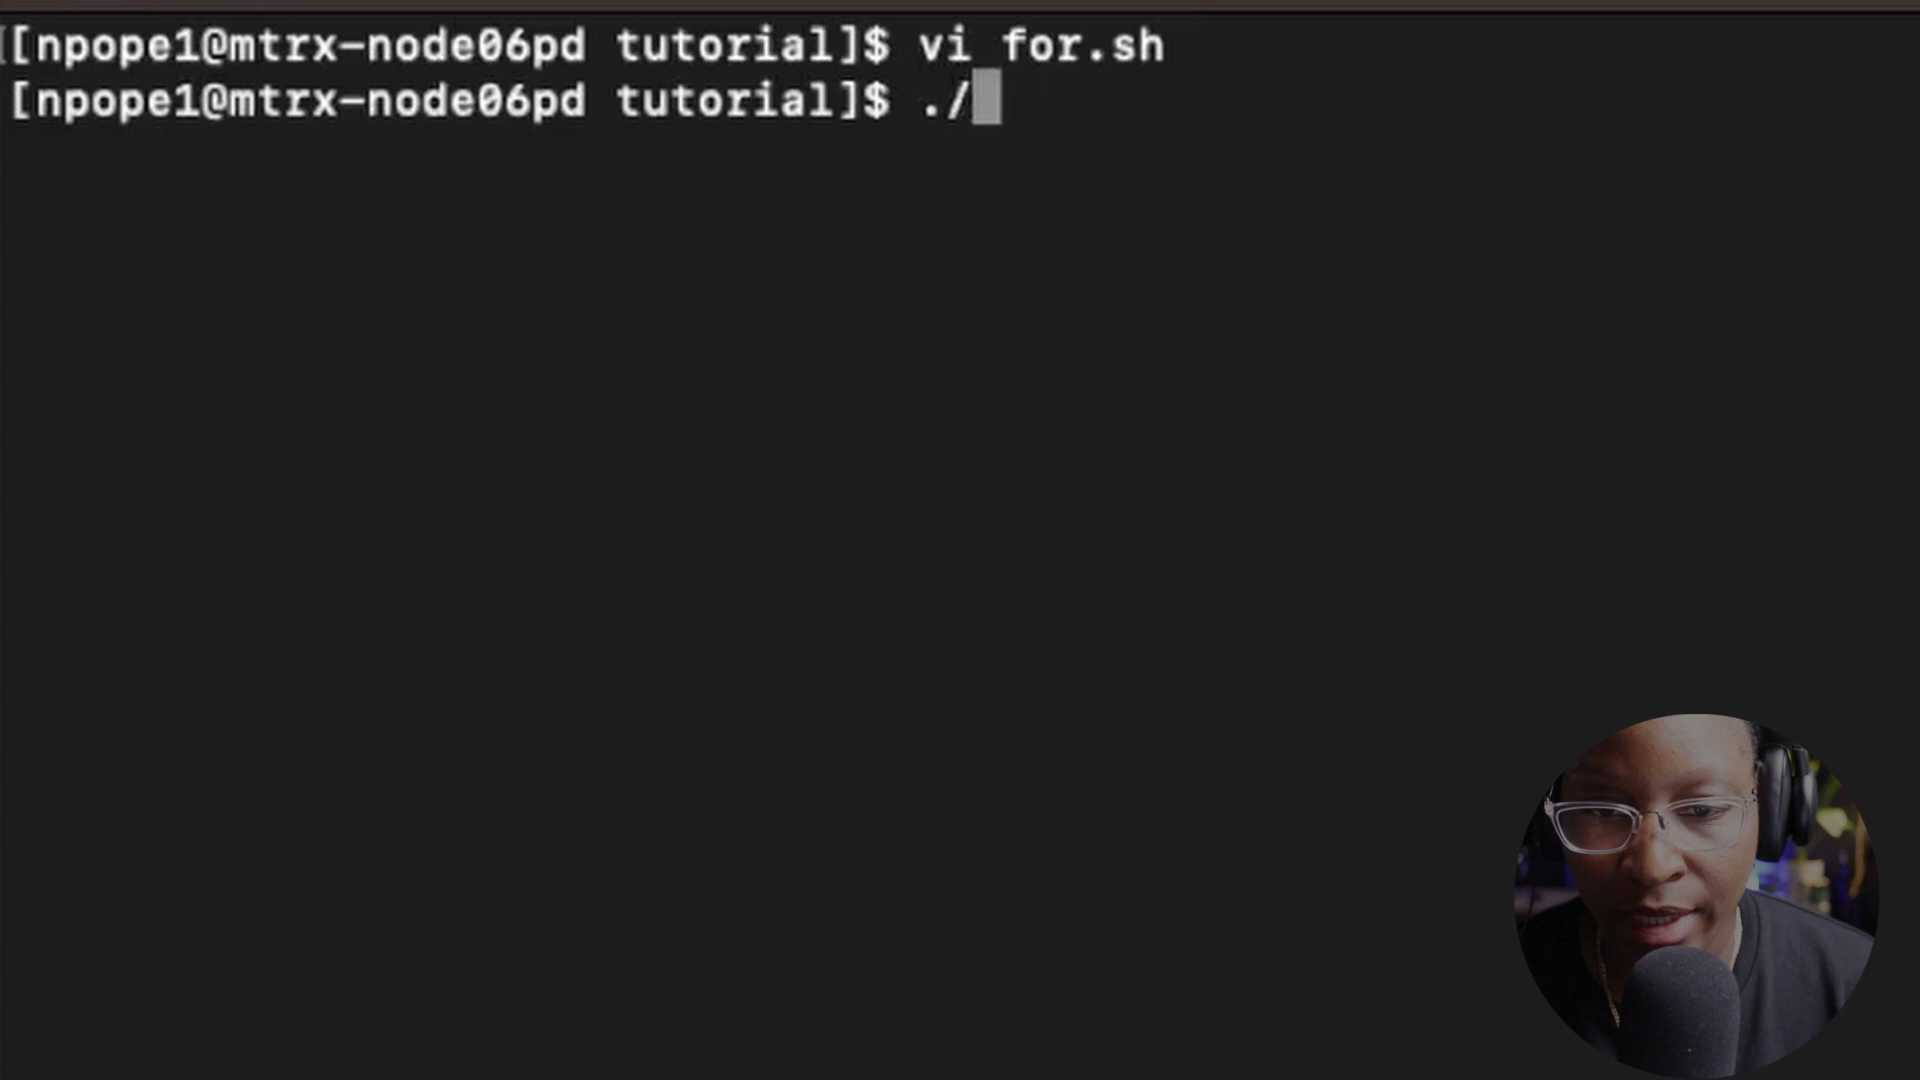 [npope1@mtrx-node06pd tutorial]$ vi for.sh
[npope1@mtrx-node06pd tutorial]$ ./